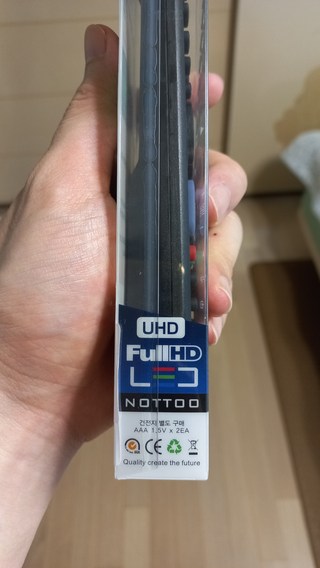 UHD
FullHD
LED
NOTTOO
건전지 별도 구매
AAA 1.5V x 2EA
CE
Quality create the future